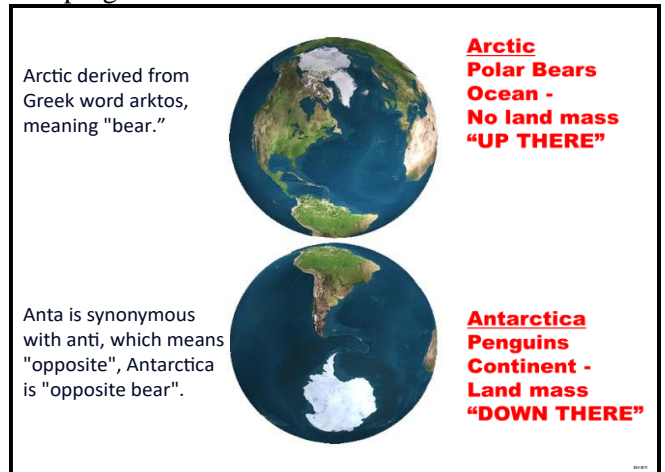 Arctic derived from
Greek word arktos,
meaning "bear.”
Arctic
Polar Bears
Ocean -
No land mass
“UP THERE”
Anta is synonymous
with anti, which means
"opposite", Antarctica
is "opposite bear".
Antarctica
Penguins
Continent -
Land mass
“DOWN THERE”